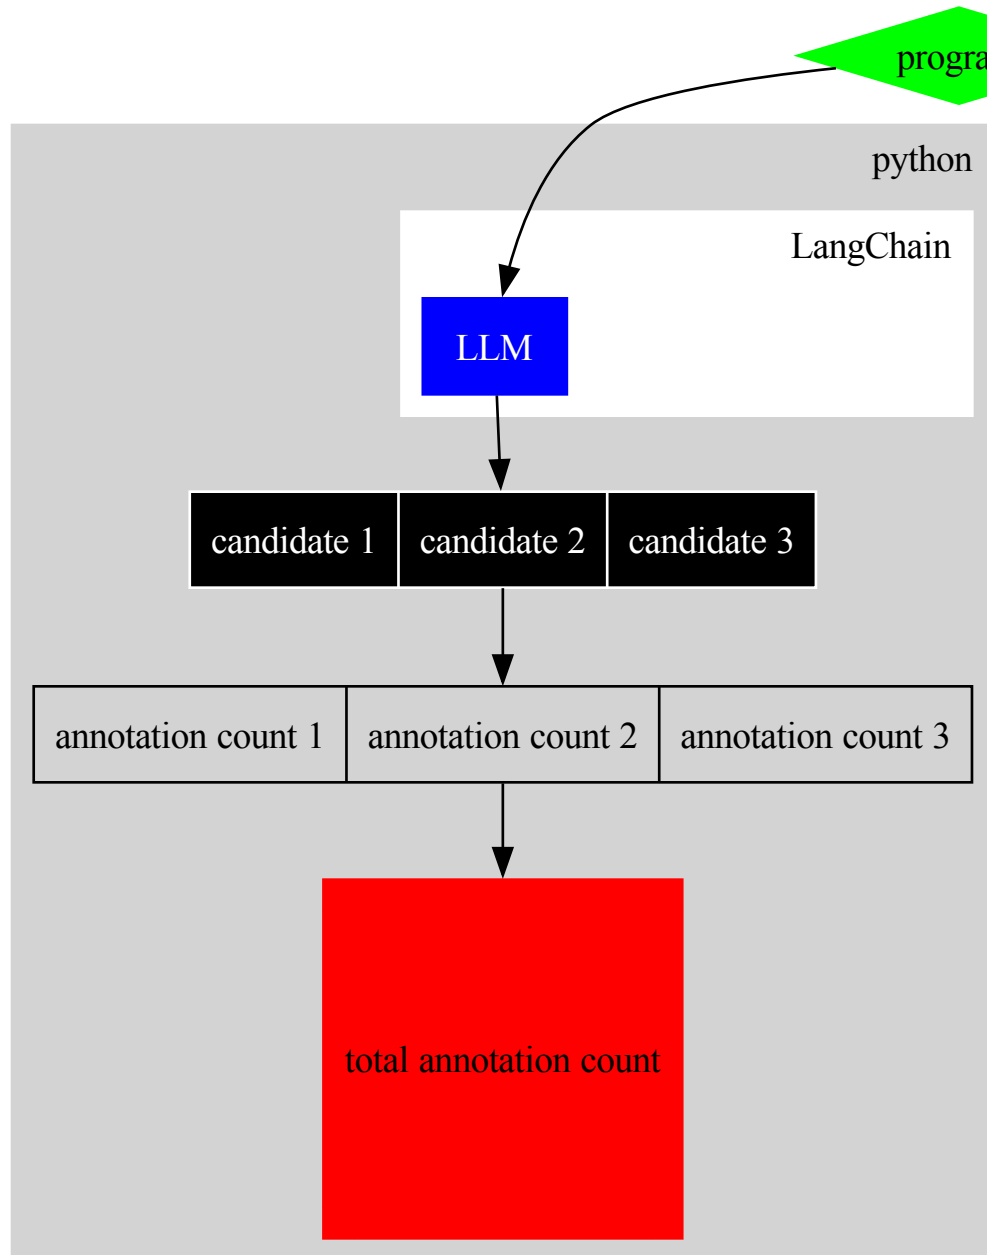 progra
python
LangChain
LLM
candidate 1 candidate 2 candidate 3
annotation count 1 annotation count 2 annotation count 3
total annotation count